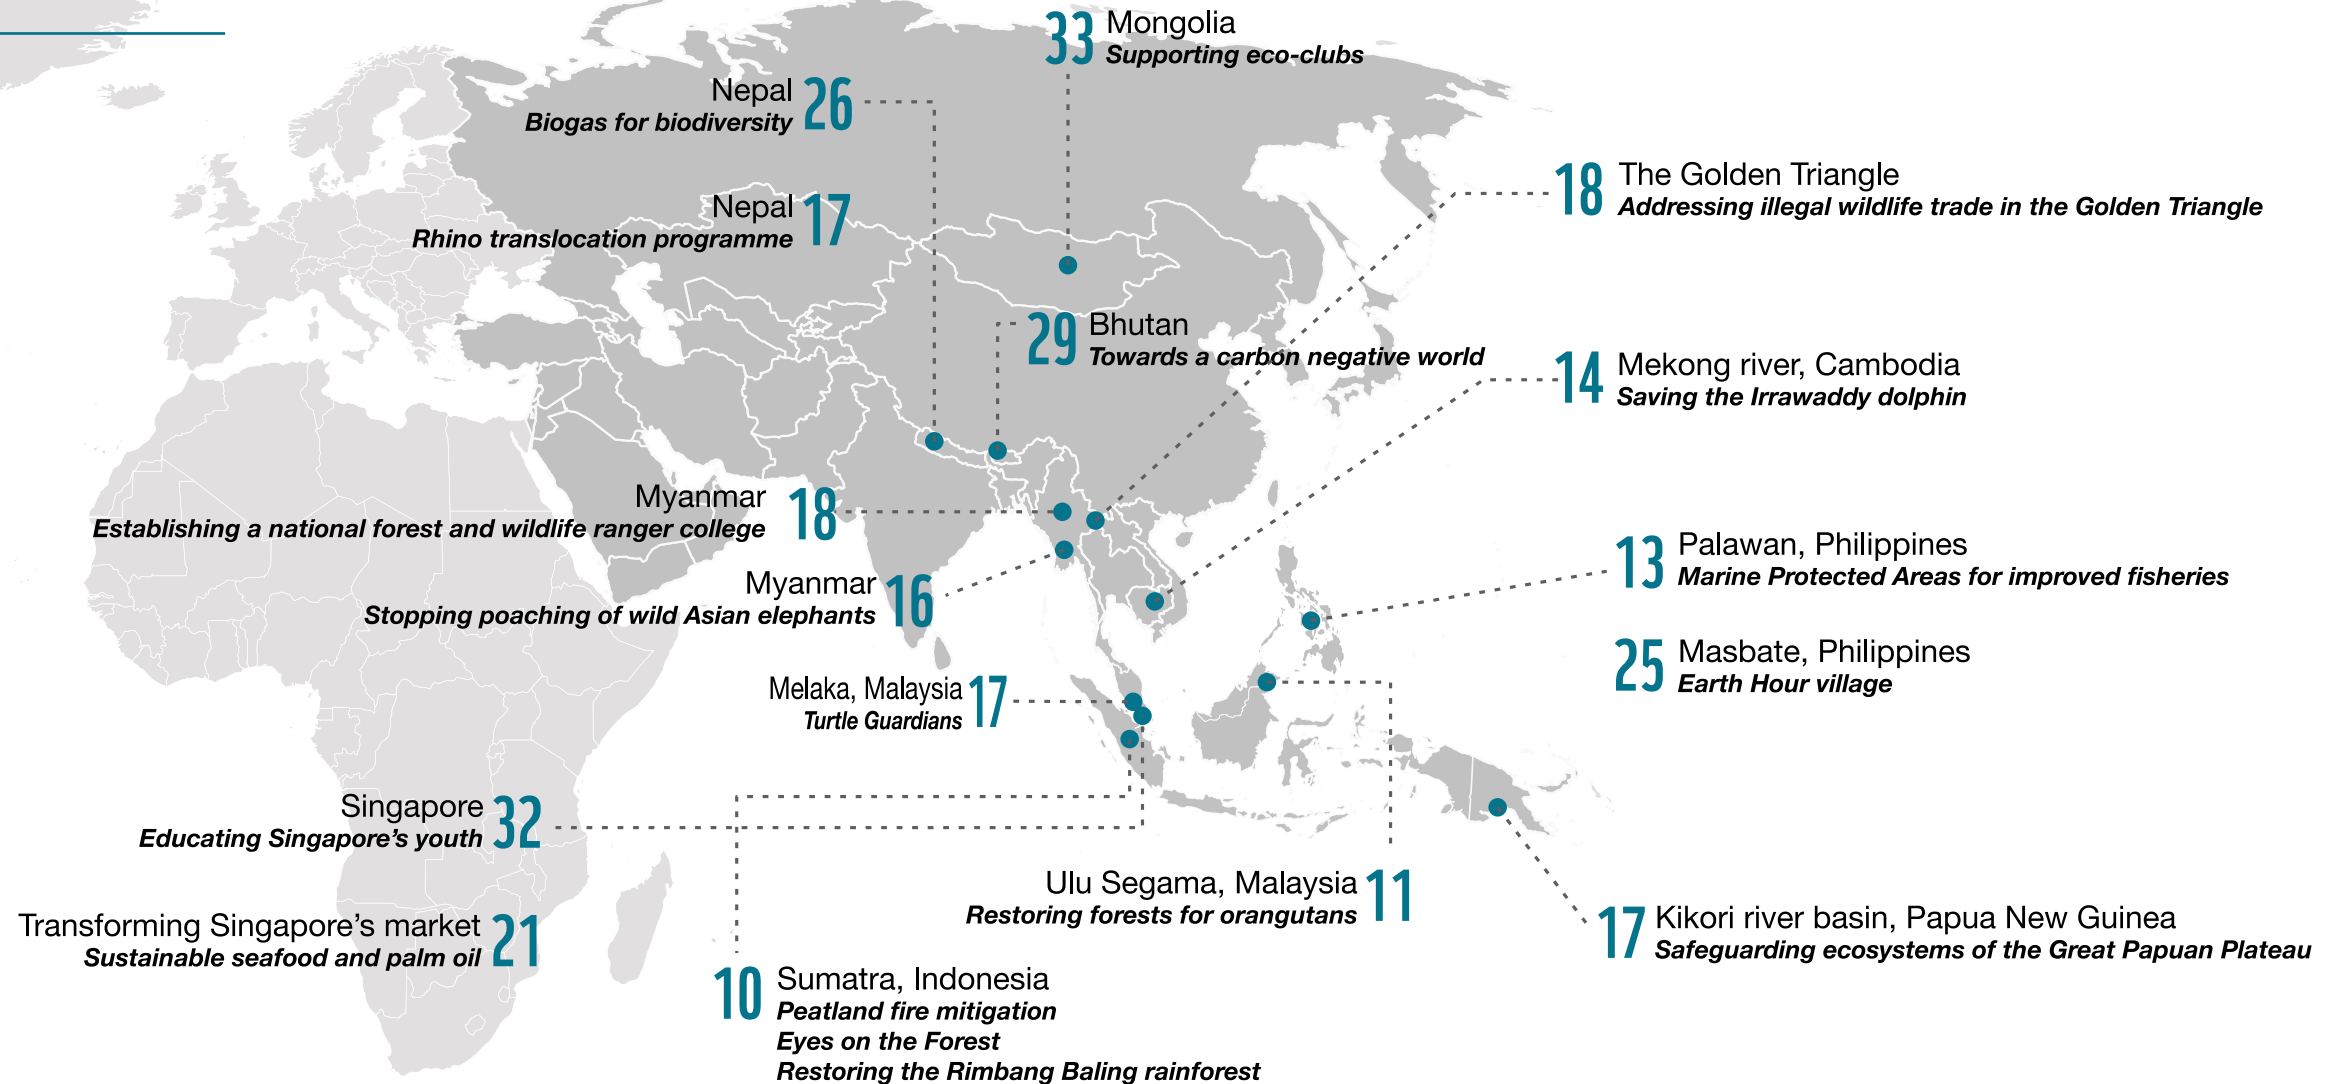 33 Mongolia
Supporting eco-clubs
Nepal 26
Biogas for biodiversity
Nepal 17
Rhino translocation programme
18 The Golden Triangle
Addressing illegal wildlife trade in the Golden Triangle
29 Bhutan
Towards a carbon negative world
14 Mekong river, Cambodia
Saving the Irrawaddy dolphin
Myanmar 18
Establishing a national forest and wildlife ranger college
13 Palawan, Philippines
Marine Protected Areas for improved fisheries
Myanmar 16
Stopping poaching of wild Asian elephants
25 Masbate, Philippines
Earth Hour village
Melaka, Malaysia 17
Turtle Guardians
Singapore 32
Educating Singapore's youth
Ulu Segama, Malaysia 11
Restoring forests for orangutans
Transforming Singapore's market 21
Sustainable seafood and palm oil
17 Kikori river basin, Papua New Guinea
Safeguarding ecosystems of the Great Papuan Plateau
10 Sumatra, Indonesia
Peatland fire mitigation
Eyes on the Forest
Restoring the Rimbang Baling rainforest